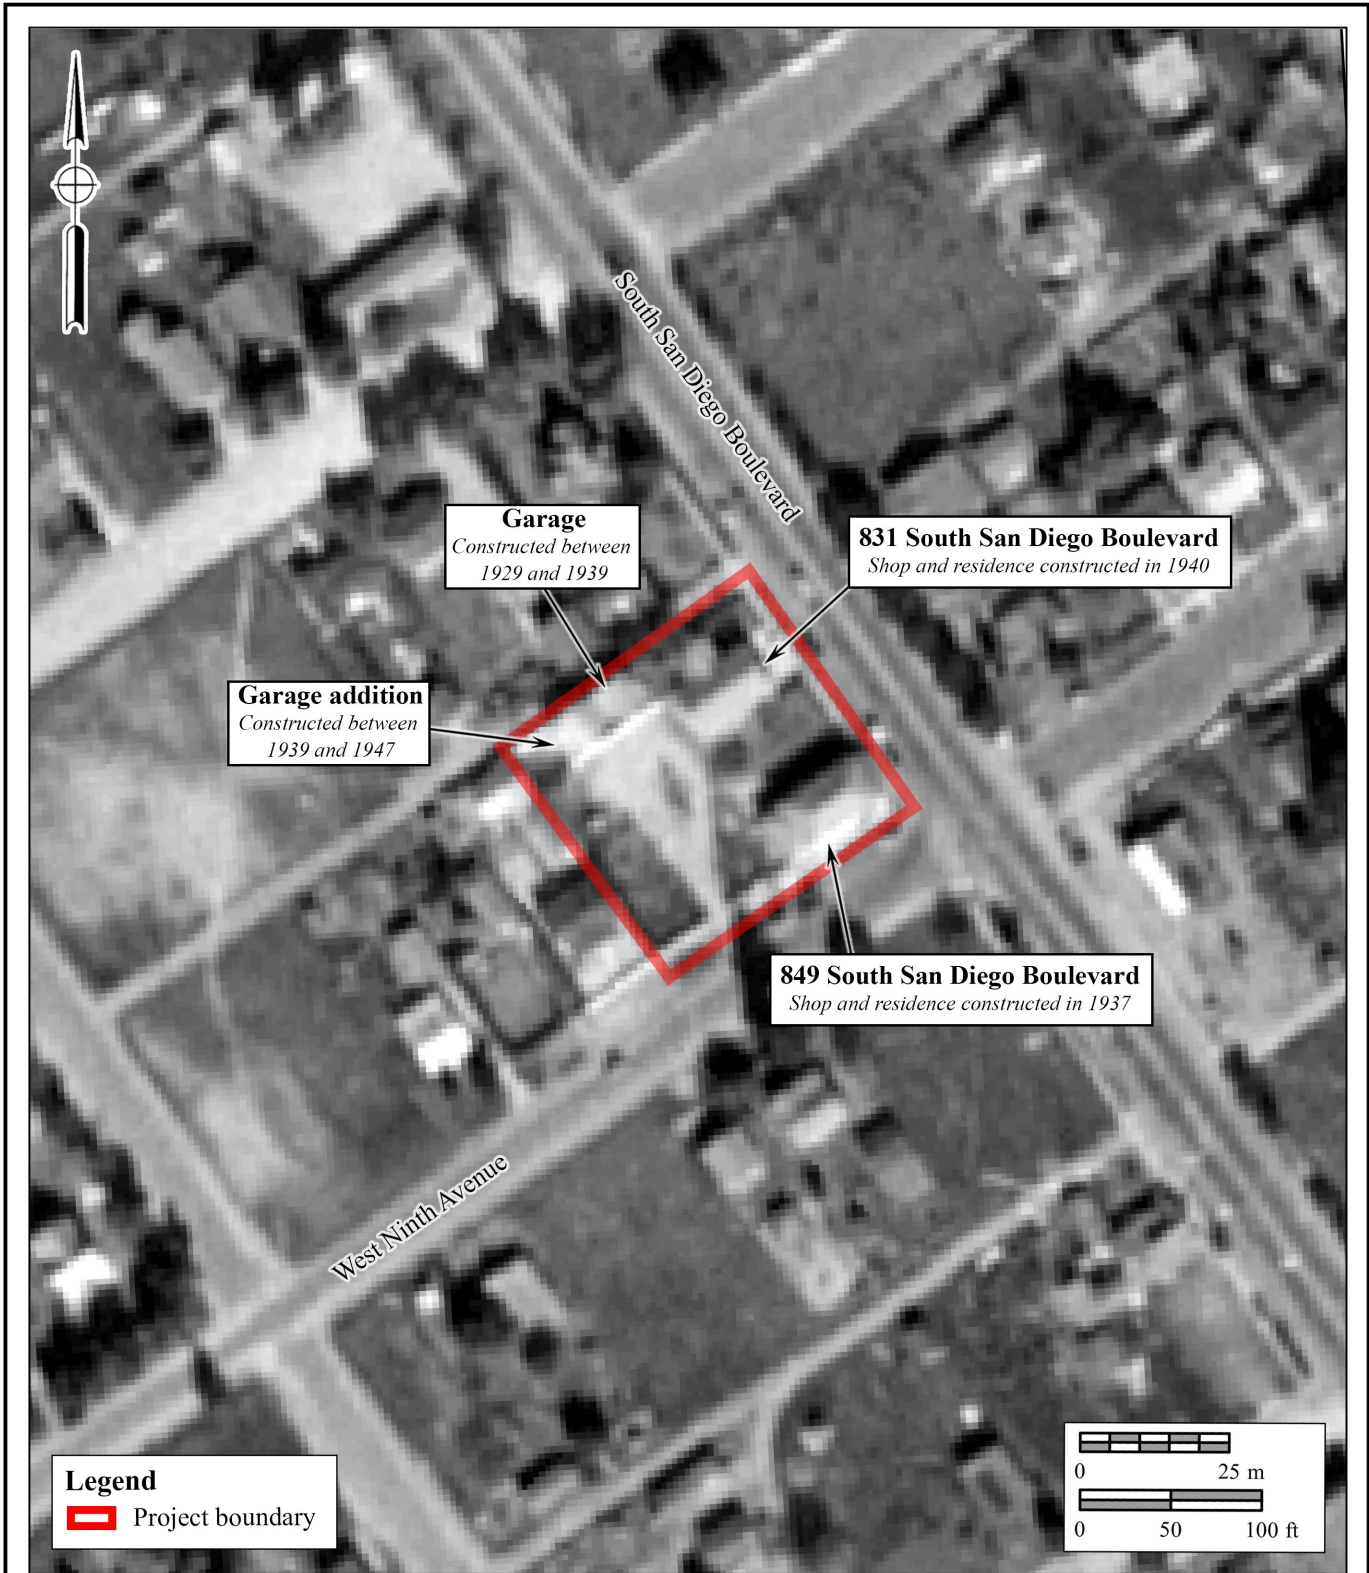 South San Diego Boulevard
Garage
Constructed between
1929 and 1939
831 South San Diego Boulevard
Shop and residence constructed in 1940
Garage addition
Constructed between
1939 and 1947
849 South San Diego Boulevard
Shop and residence constructed in 1937
West Ninth Avenue
Legend
Project boundary
0 25 m
0 50 100 ft